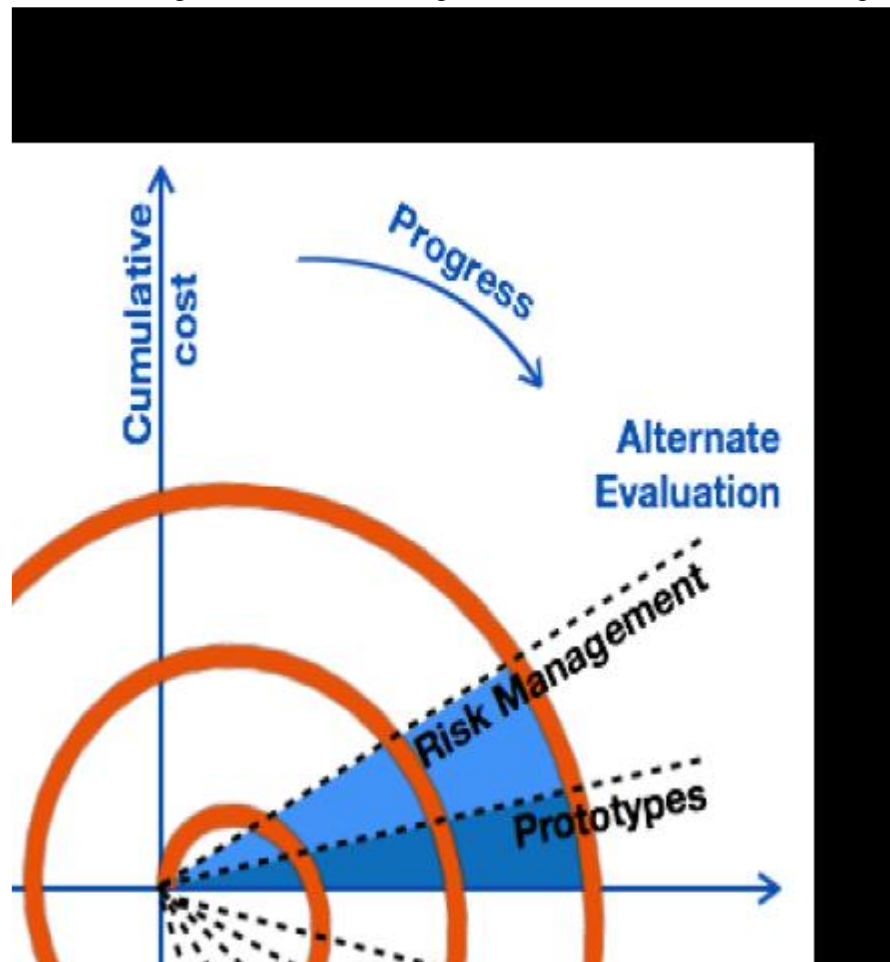 Cumulative
cost
Progress
Alternate
Evaluation
Risk Management
Prototypes